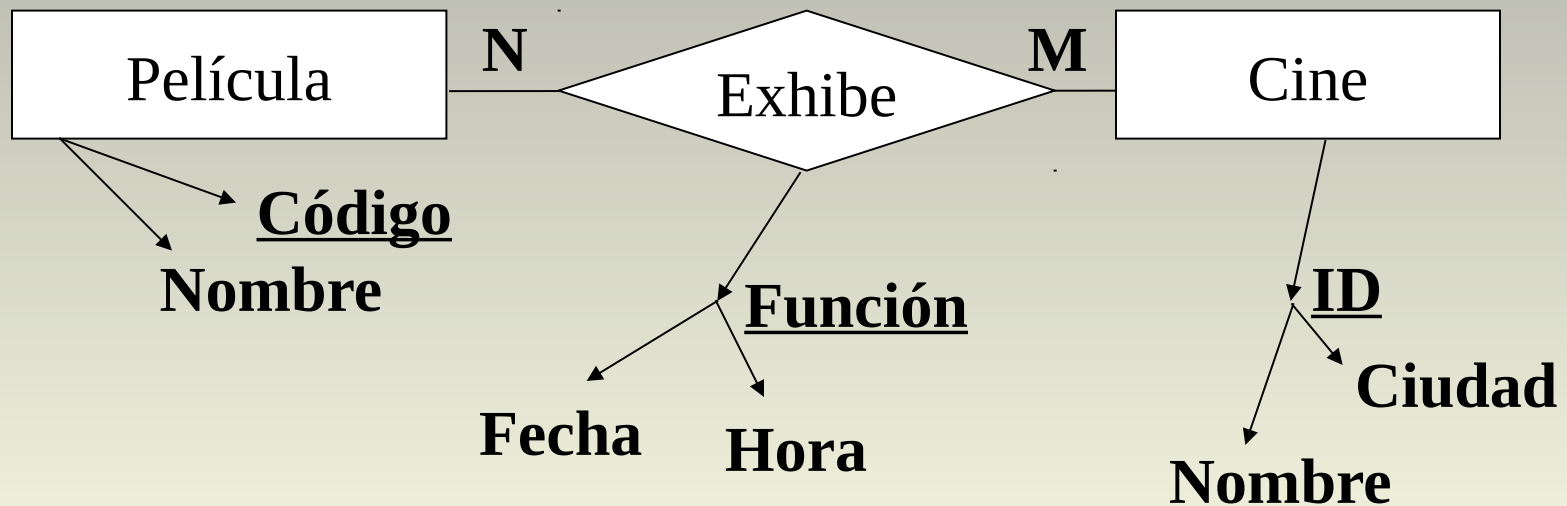 Película
N
Exhibe
M
Cine
Código
Nombre
Función
Fecha
Hora
ID
Ciudad
Nombre